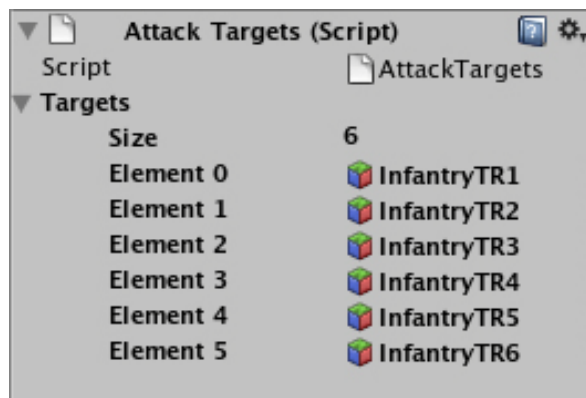 Attack Targets (Script)
Script AttackTargets
Targets
Size 6
Element 0 InfantryTR1
Element 1 InfantryTR2
Element 2 InfantryTR3
Element 3 InfantryTR4
Element 4 InfantryTR5
Element 5 InfantryTR6